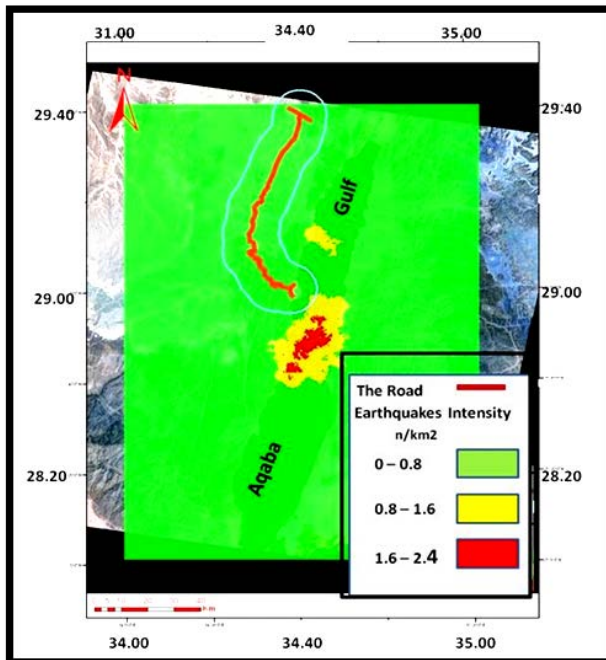 31.00 34.40 35.00
N
29.40 29.40
Gulf
29.00 29.00
The Road
Earthquakes Intensity
n/km2
0 – 0.8
28.20 28.20
Aqaba
0.8 – 1.6
1.6 – 2.4
34.00 34.40 35.00